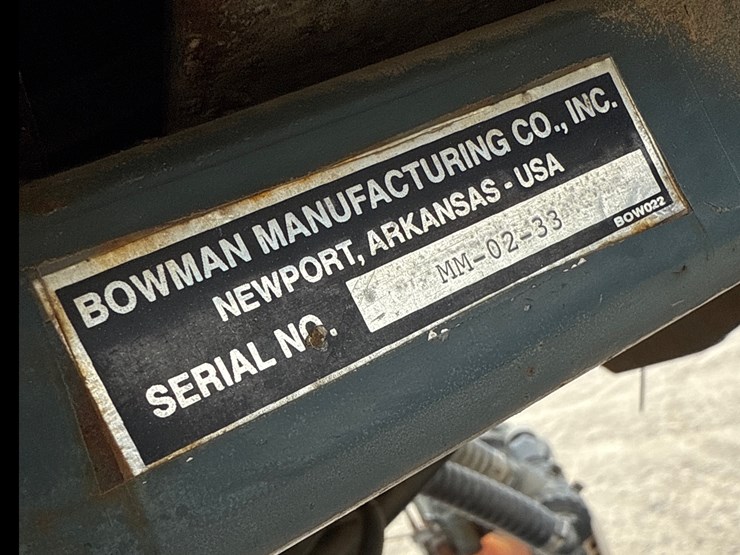 BOWMAN MANUFACTURING CO., INC.
NEWPORT, ARKANSAS - USA
SERIAL NO. MM-02-33
BOW022